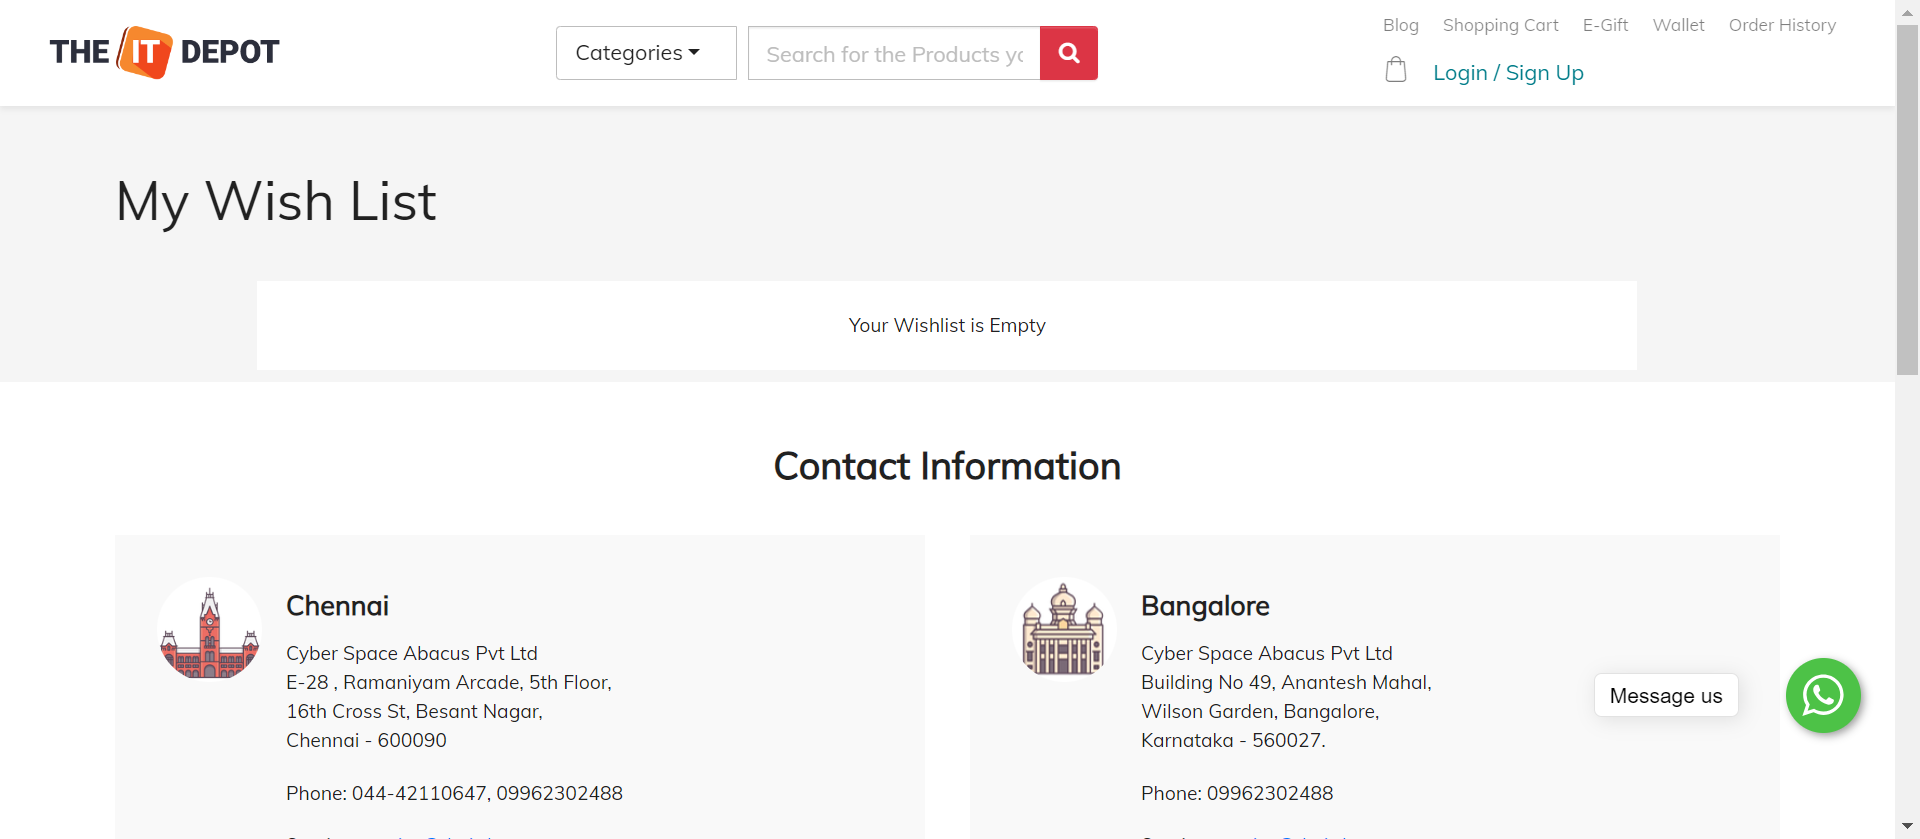 THE IT DEPOT
Categories
Search for the Products yo
Blog
Shopping Cart
E-Gift
Wallet
Order History
Login / Sign Up
My Wish List
Your Wishlist is Empty
Contact Information
Chennai
Cyber Space Abacus Pvt Ltd
E-28 , Ramaniyam Arcade, 5th Floor,
16th Cross St, Besant Nagar,
Chennai - 600090
Phone: 044-42110647, 09962302488
Bangalore
Cyber Space Abacus Pvt Ltd
Building No 49, Anantesh Mahal,
Wilson Garden, Bangalore,
Karnataka - 560027.
Phone: 09962302488
Message us